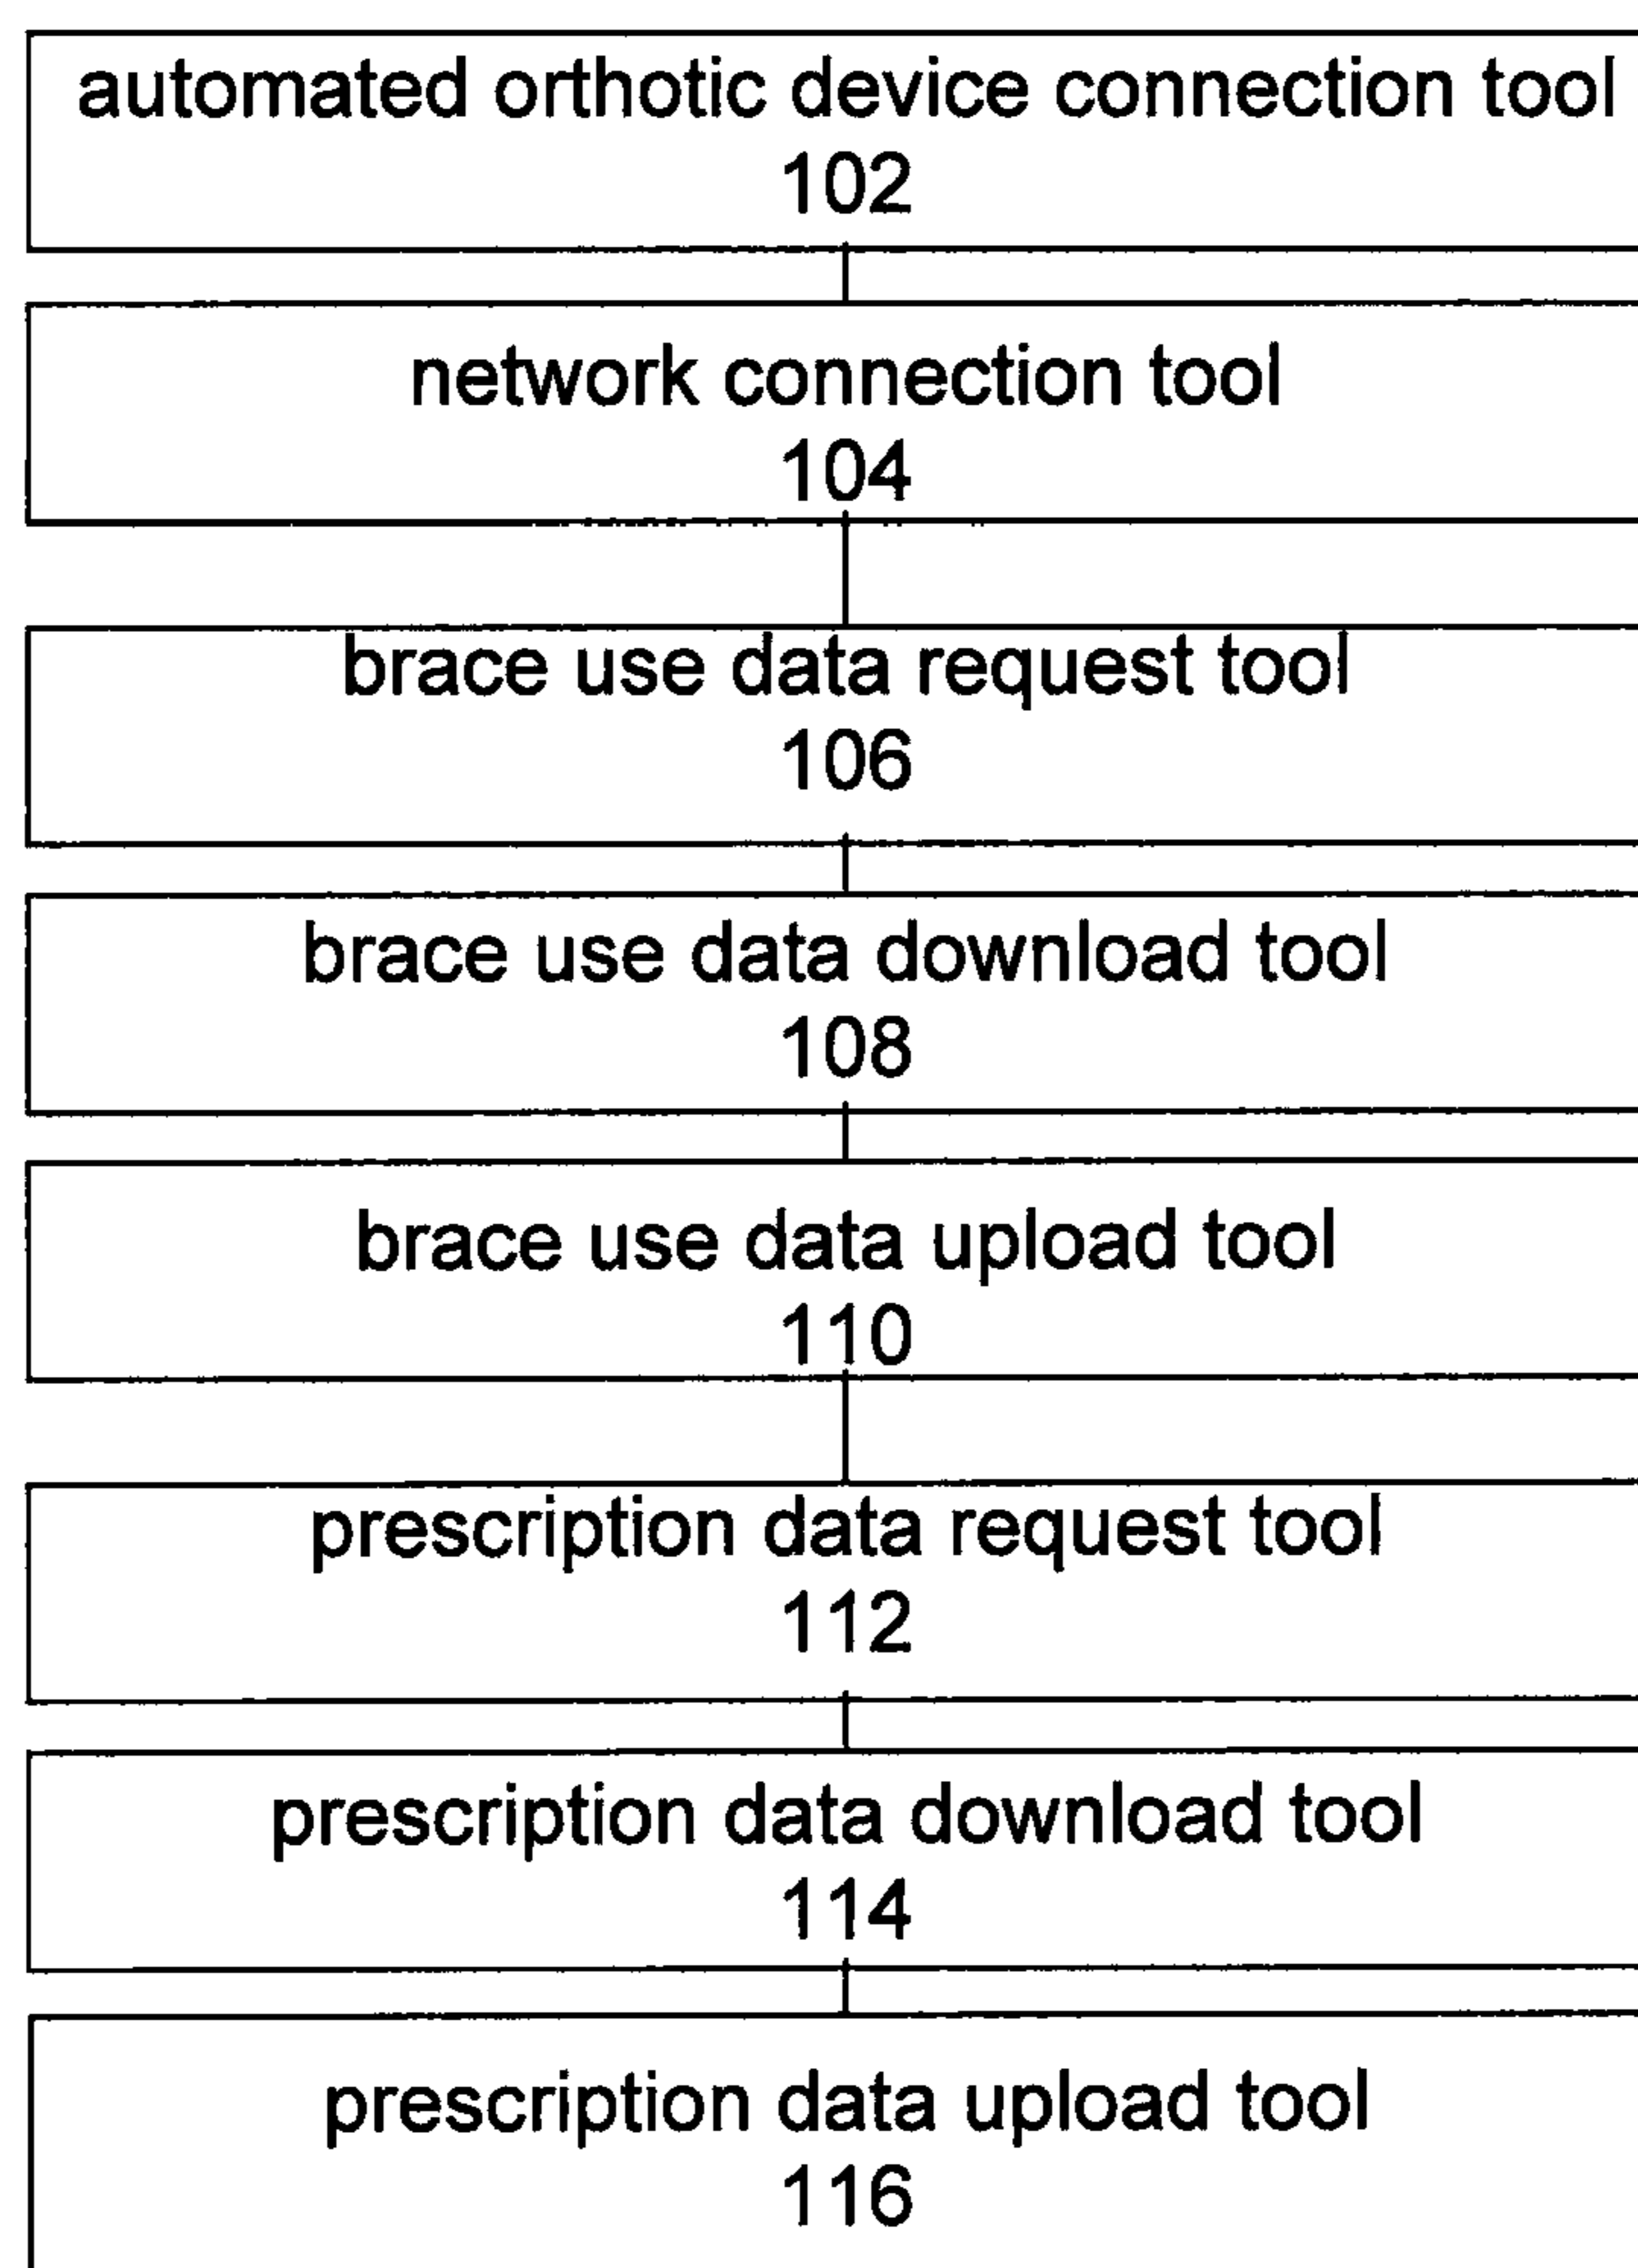 automated orthotic device connection tool
102
network connection tool
104
brace use data request tool
106
brace use data download tool
108
brace use data upload tool
110
prescription data request tool
112
prescription data download tool
114
prescription data upload tool
116